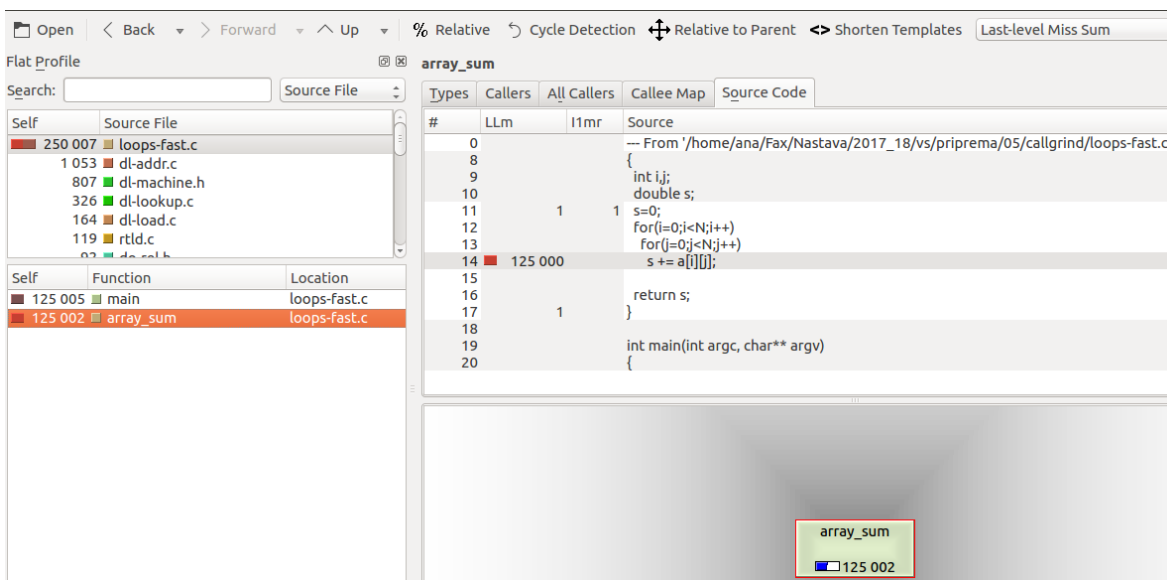 Open Back Forward Up % Relative Cycle Detection Relative to Parent <> Shorten Templates Last-level Miss Sum
Flat Profile
Search: Source File
Self Source File
250 007 loops-fast.c
1 053 dl-addr.c
807 dl-machine.h
326 dl-lookup.c
164 dl-load.c
119 rtld.c
Self Function Location
125 005 main loops-fast.c
125 002 array_sum loops-fast.c
array_sum
Types Callers All Callers Callee Map Source Code
# LLm I1mr Source
0 --- From '/home/ana/Fax/Nastava/2017_18/vs/priprema/05/callgrind/loops-fast.c
8 {
9 int i,j;
10 double s;
11 1 1 s=0;
12 for(i=0;i<N;i++)
13 for(j=0;j<N;j++)
14 125 000 s += a[i][j];
15
16 return s;
17 1 }
18
19 int main(int argc, char** argv)
20 {
array_sum
125 002